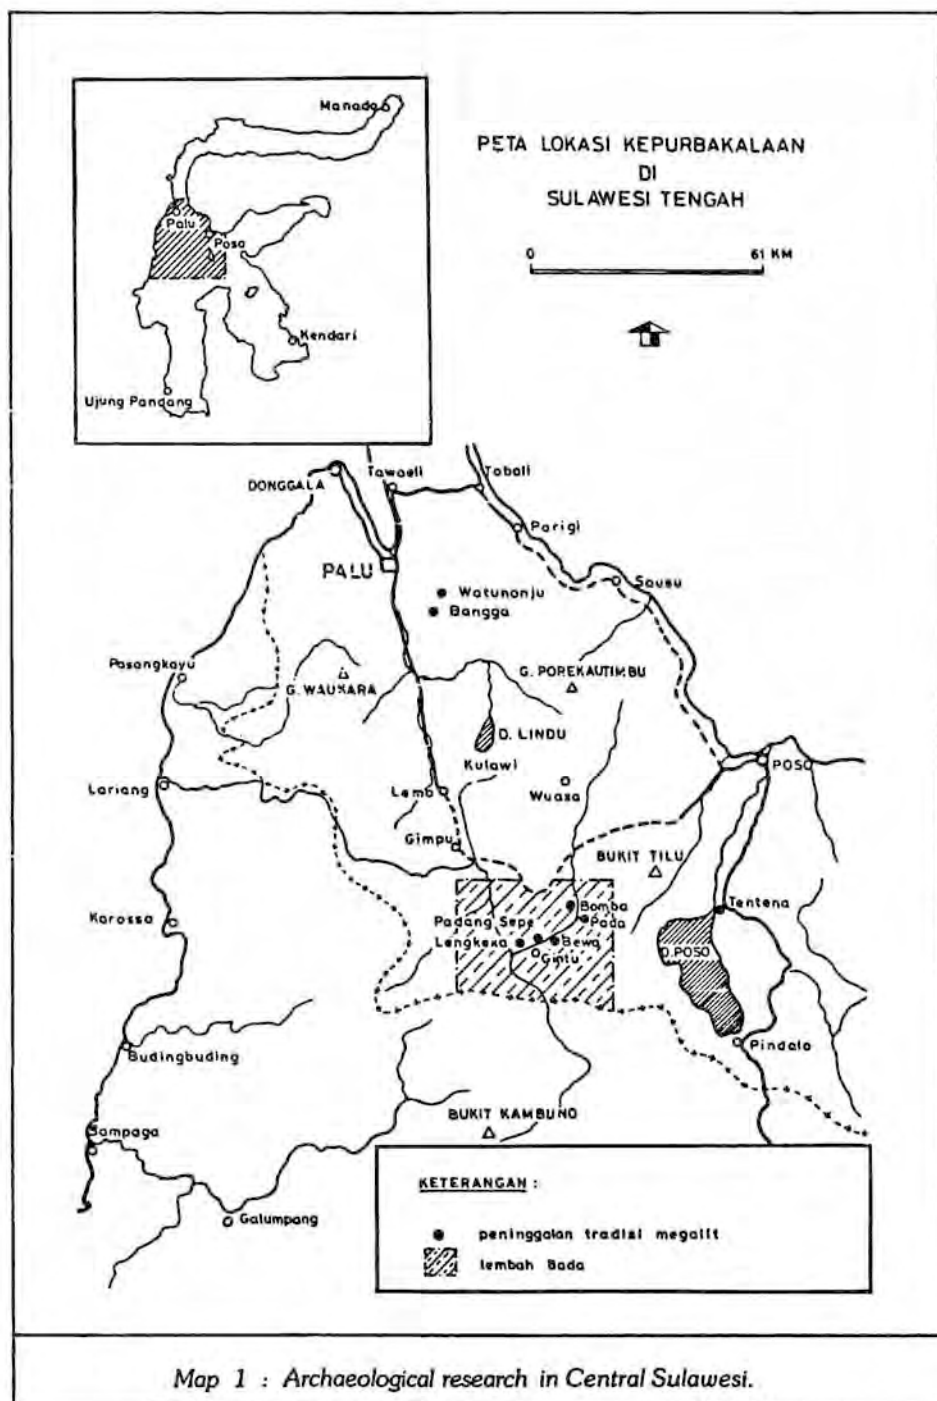 Manado
Palu
Poso
Kendari
Ujung Pandang
PETA LOKASI KEPURBAKALAAN
DI
SULAWESI TENGAH
0 61 KM
DONGGALA
Tawaeli
Toboli
Parigi
PALU
Sausu
Watunonju
Bangga
Pasangkayu
G. WAUKARA
G. POREKAUTIMBU
D. LINDU
Kulawi
POSO
Lariang
Lemo
Wuasa
Gimpu
BUKIT TILU
Karossa
Bomba
Tentena
Padang Sepe
Pada
Lengkeka
Bewa
Gintu
D. POSO
Budingbuding
Pindolo
BUKIT KAMBUNO
Sampaga
Galumpang
KETERANGAN :
peninggalan tradisi megalit
lembah Bada
Map 1 : Archaeological research in Central Sulawesi.